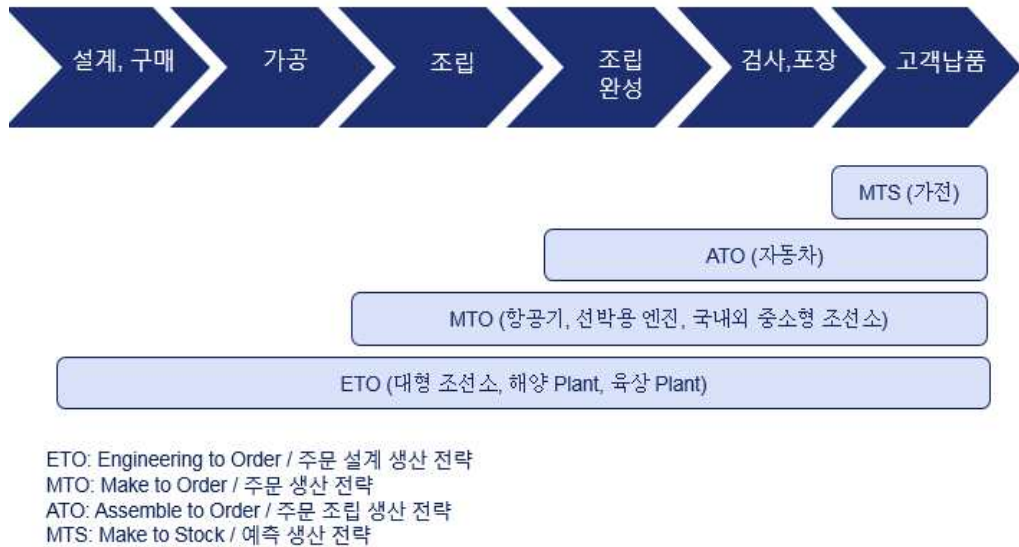 설계, 구매
가공
조립
조립
완성
검사,포장
고객납품
MTS (가전)
ATO (자동차)
MTO (항공기, 선박용 엔진, 국내외 중소형 조선소)
ETO (대형 조선소, 해양 Plant, 육상 Plant)
ETO: Engineering to Order / 주문 설계 생산 전략
MTO: Make to Order / 주문 생산 전략
ATO: Assemble to Order / 주문 조립 생산 전략
MTS: Make to Stock / 예측 생산 전략